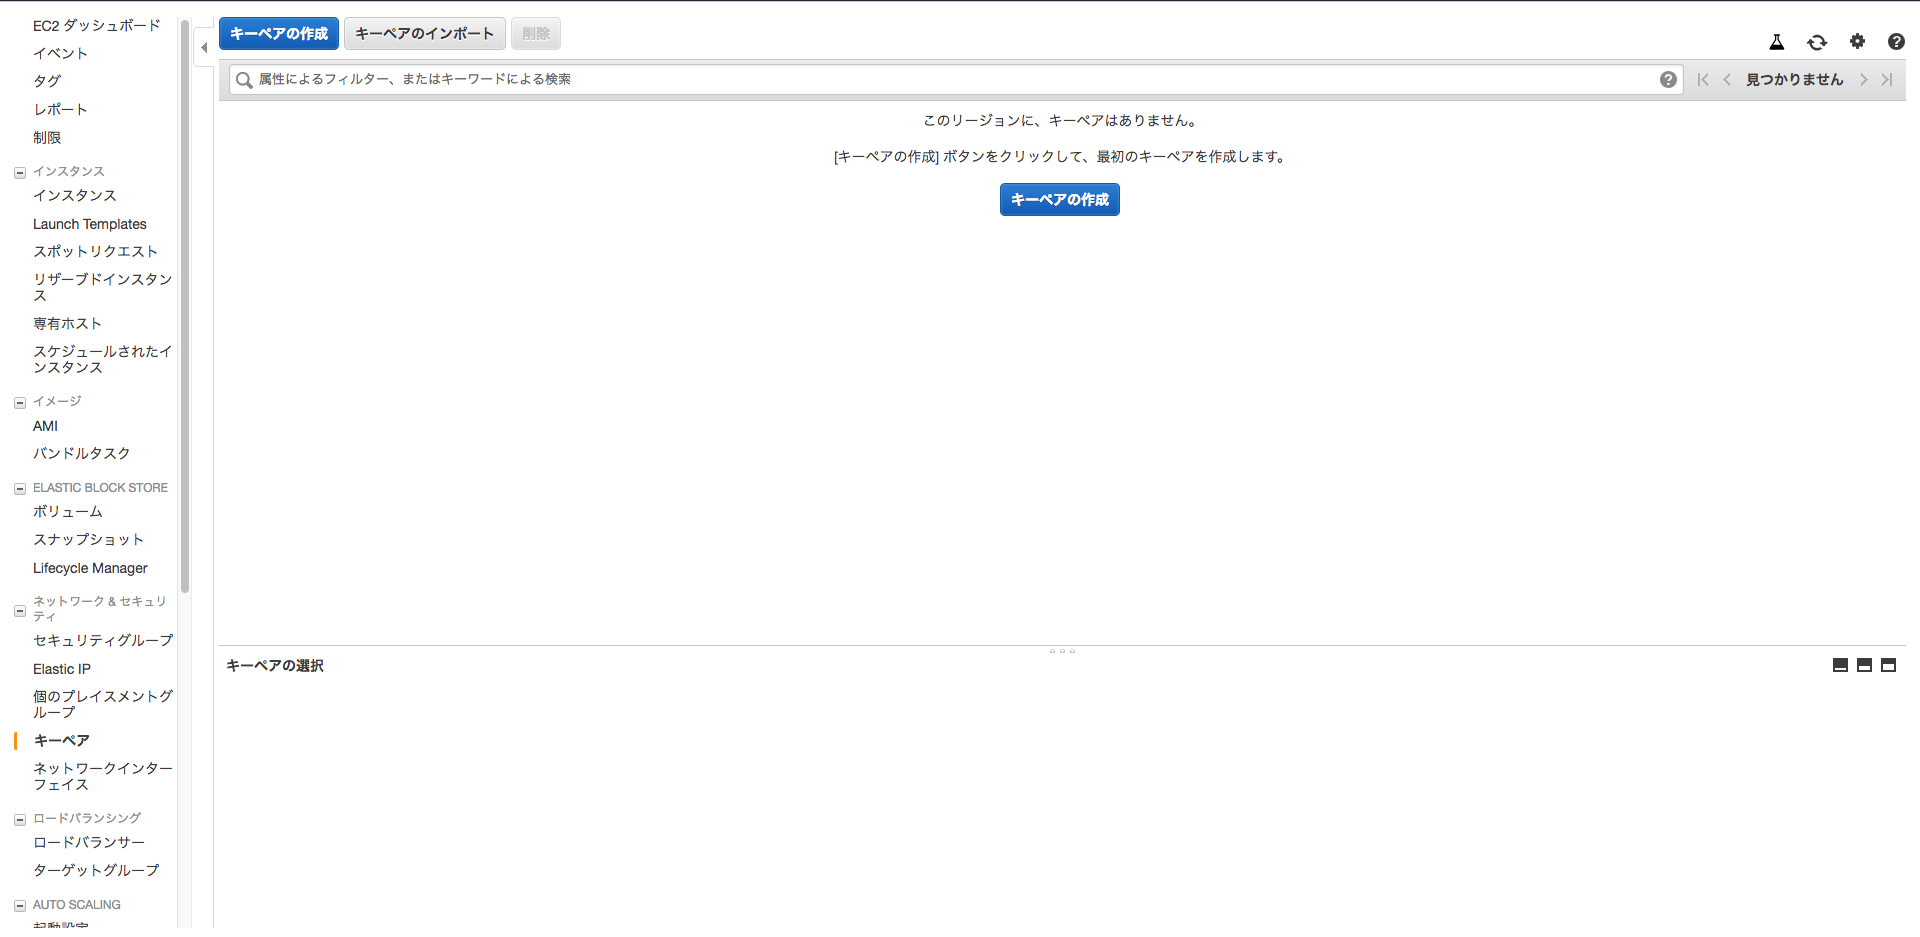 EC2 ダッシュボード
イベント
タグ
レポート
制限
インスタンス
インスタンス
Launch Templates
スポットリクエスト
リザーブドインスタン
ス
専有ホスト
スケジュールされたイ
ンスタンス
イメージ
AMI
バンドルタスク
ELASTIC BLOCK STORE
ボリューム
スナップショット
Lifecycle Manager
ネットワーク & セキュリ
ティ
セキュリティグループ
Elastic IP
個のプレイスメントグ
ループ
キーペア
ネットワークインター
フェイス
ロードバランシング
ロードバランサー
ターゲットグループ
AUTO SCALING
起動設定
キーペアの作成 キーペアのインポート 削除
属性によるフィルター、またはキーワードによる検索
見つかりません
このリージョンに、キーペアはありません。
[キーペアの作成] ボタンをクリックして、最初のキーペアを作成します。
キーペアの作成
キーペアの選択